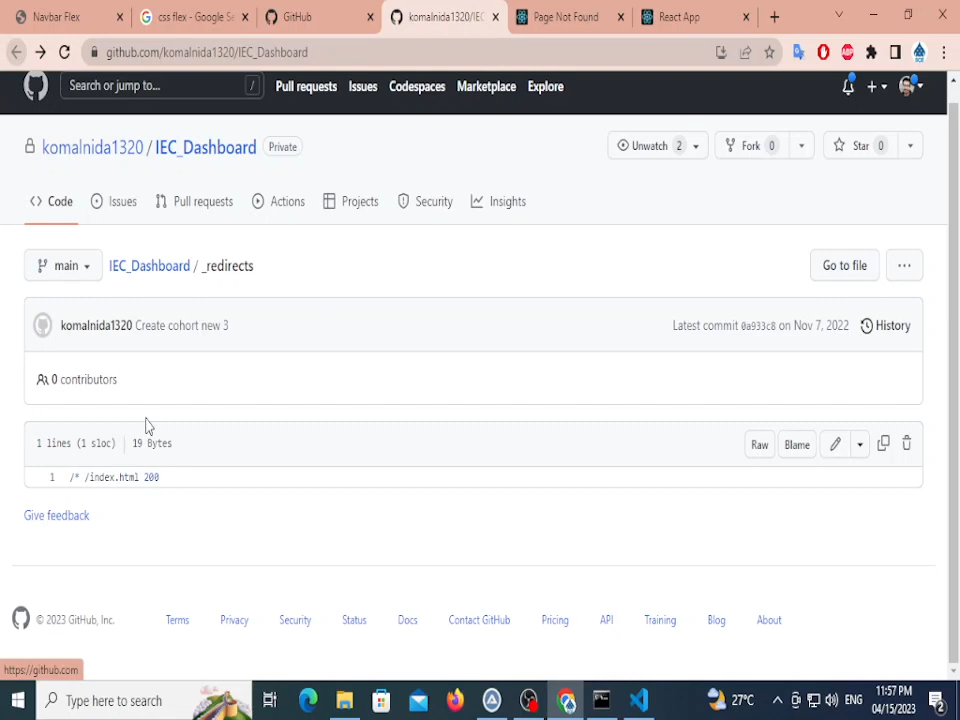 Navbar Flex
css flex - Google Se
GitHub
komalnida1320/IEC
Page Not Found
React App
github.com/komalnida1320/IEC_Dashboard
Search or jump to...
/
Pull requests
Issues
Codespaces
Marketplace
Explore
komalnida1320 / IEC_Dashboard
Private
Unwatch 2
Fork 0
Star 0
Code
Issues
Pull requests
Actions
Projects
Security
Insights
main
IEC_Dashboard / _redirects
Go to file
komalnida1320 Create cohort new 3
Latest commit 0a933c8 on Nov 7, 2022
History
0 contributors
1 lines (1 sloc)
19 Bytes
Raw
Blame
1 /* /index.html 200
Give feedback
© 2023 GitHub, Inc.
Terms
Privacy
Security
Status
Docs
Contact GitHub
Pricing
API
Training
Blog
About
https://github.com
Type here to search
27°C
ENG
11:57 PM
04/15/2023
2